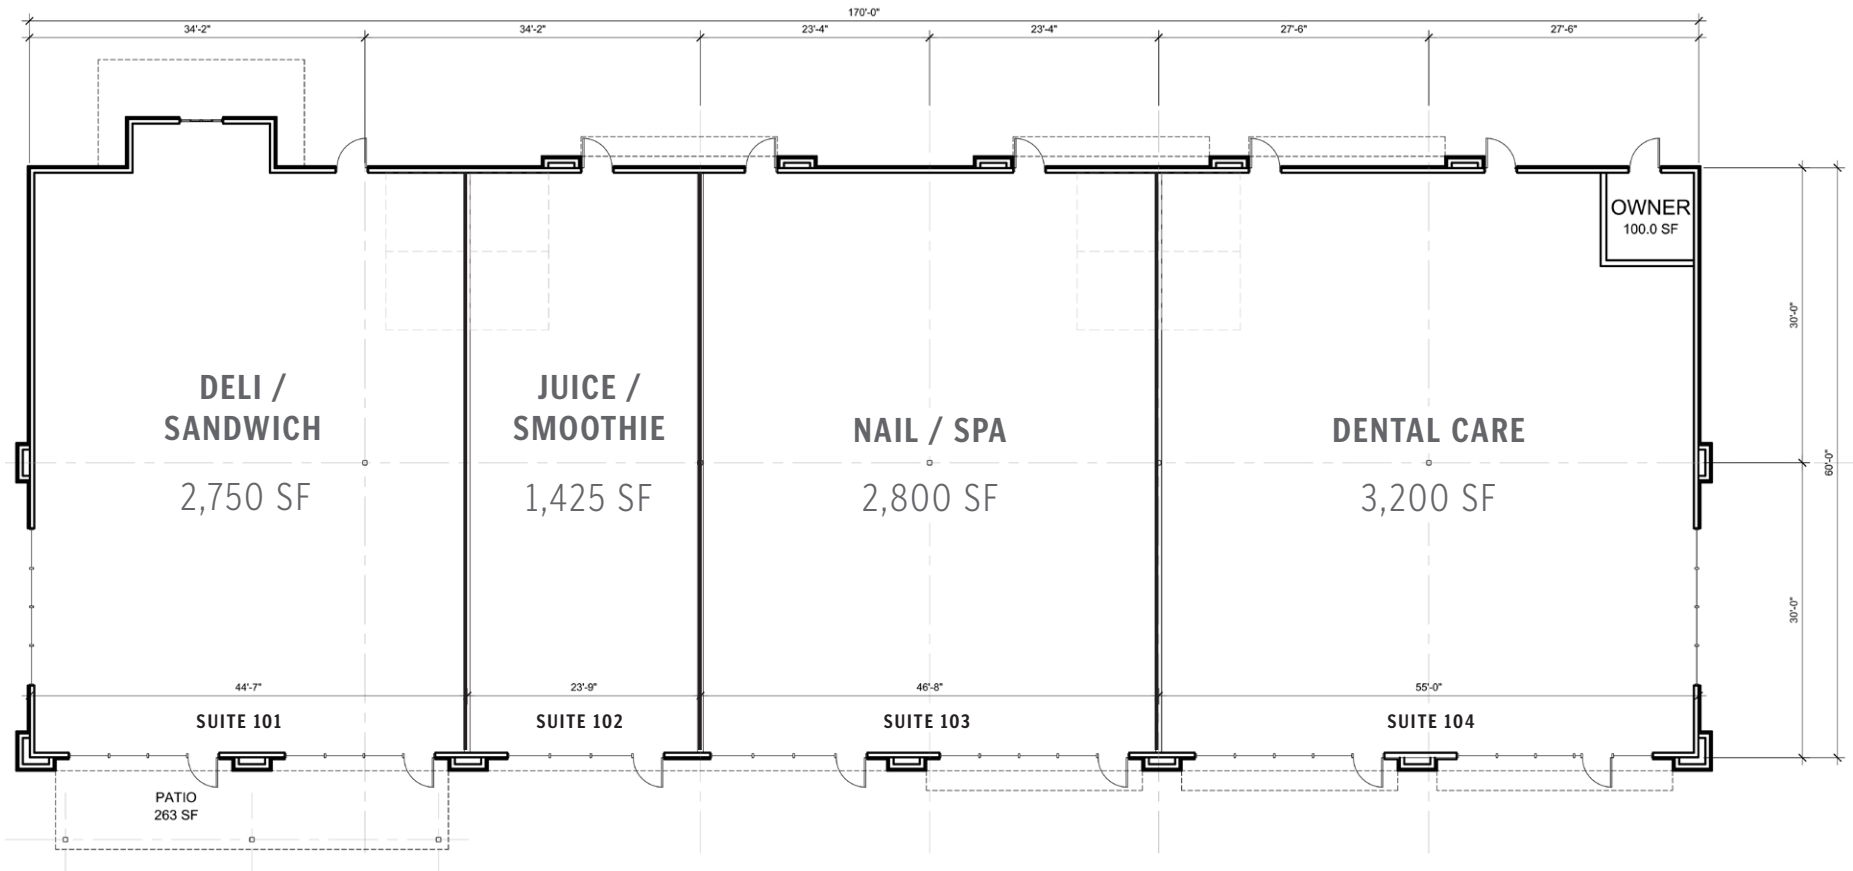 170'-0"
34'-2"
34'-2"
23'-4"
23'-4"
27'-6"
27'-6"
OWNER
100.0 SF
30'-0"
60'-0"
30'-0"
DELI /
SANDWICH
2,750 SF
JUICE /
SMOOTHIE
1,425 SF
NAIL / SPA
2,800 SF
DENTAL CARE
3,200 SF
44'-7"
23'-9"
46'-8"
55'-0"
SUITE 101
SUITE 102
SUITE 103
SUITE 104
PATIO
263 SF